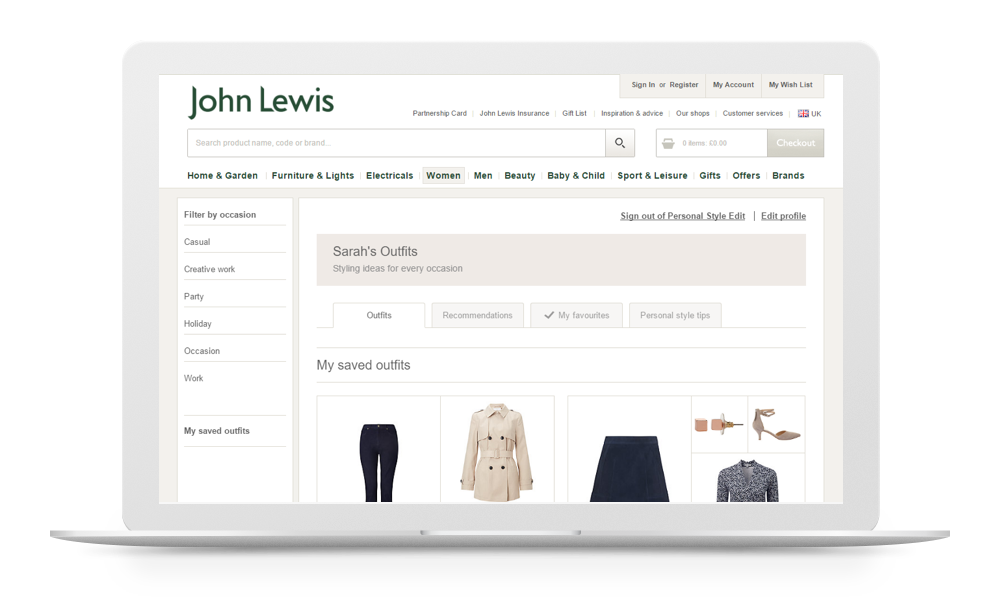 Sign In or Register
My Account
My Wish List
John Lewis
Partnership Card
John Lewis Insurance
Gift List
Inspiration & advice
Our shops
Customer services
UK
Search product name, code or brand...
0 items £0.00
Checkout
Home & Garden
Furniture & Lights
Electricals
Women
Men
Beauty
Baby & Child
Sport & Leisure
Gifts
Offers
Brands
Filter by occasion
Casual
Creative work
Party
Holiday
Occasion
Work
My saved outfits
Sign out of Personal Style Edit | Edit profile
Sarah's Outfits
Styling ideas for every occasion
Outfits
Recommendations
My favourites
Personal style tips
My saved outfits